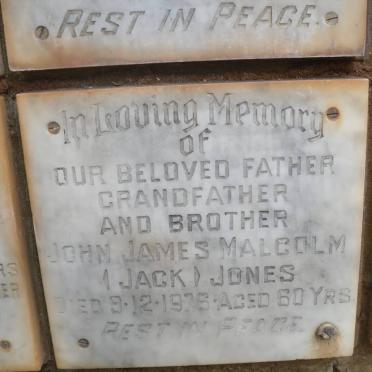 REST IN PEACE.
In Loving Memory
of
OUR BELOVED FATHER
GRANDFATHER
AND BROTHER
JOHN JAMES MALCOLM
(JACK) JONES
DIED 9·12·1976·AGED 60 YRS
REST IN PEACE